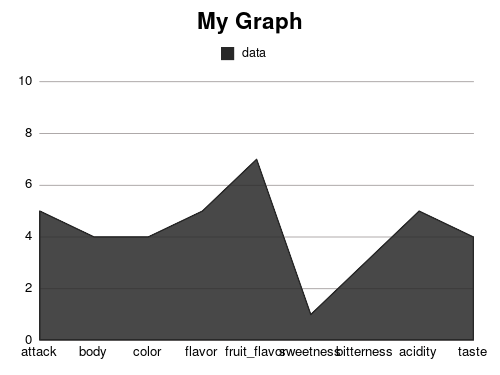 My Graph
data
10
8
6
4
2
0
attack body color flavor fruit_flavor sweetness bitterness acidity taste